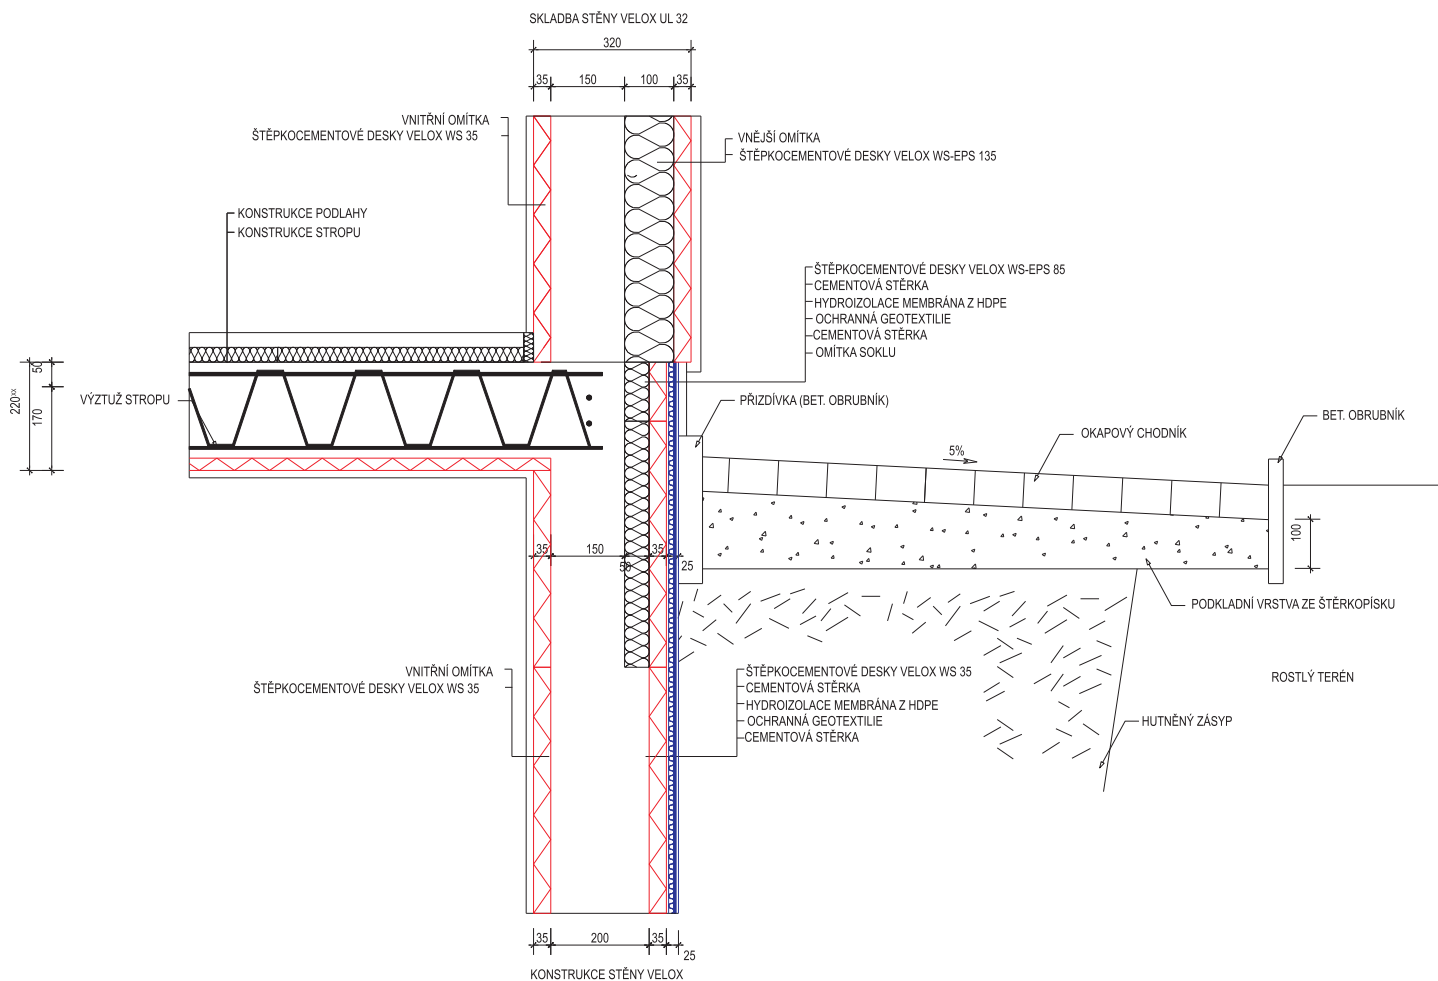 SKLADBA STĚNY VELOX UL 32
320
35 150 100 35
VNITŘNÍ OMÍTKA
ŠTĚPKOCEMENTOVÉ DESKY VELOX WS 35
VNĚJŠÍ OMÍTKA
ŠTĚPKOCEMENTOVÉ DESKY VELOX WS-EPS 135
KONSTRUKCE PODLAHY
KONSTRUKCE STROPU
ŠTĚPKOCEMENTOVÉ DESKY VELOX WS-EPS 85
CEMENTOVÁ STĚRKA
HYDROIZOLACE MEMBRÁNA Z HDPE
OCHRANNÁ GEOTEXTILIE
CEMENTOVÁ STĚRKA
OMÍTKA SOKLU
50
220xx
170
VÝZTUŽ STROPU
PŘIZDÍVKA (BET. OBRUBNÍK)
BET. OBRUBNÍK
OKAPOVÝ CHODNÍK
5%
100
35 150 50 35 25
PODKLADNÍ VRSTVA ZE ŠTĚRKOPÍSKU
VNITŘNÍ OMÍTKA
ŠTĚPKOCEMENTOVÉ DESKY VELOX WS 35
ŠTĚPKOCEMENTOVÉ DESKY VELOX WS 35
CEMENTOVÁ STĚRKA
HYDROIZOLACE MEMBRÁNA Z HDPE
OCHRANNÁ GEOTEXTILIE
CEMENTOVÁ STĚRKA
ROSTLÝ TERÉN
HUTNĚNÝ ZÁSYP
35 200 35 25
KONSTRUKCE STĚNY VELOX